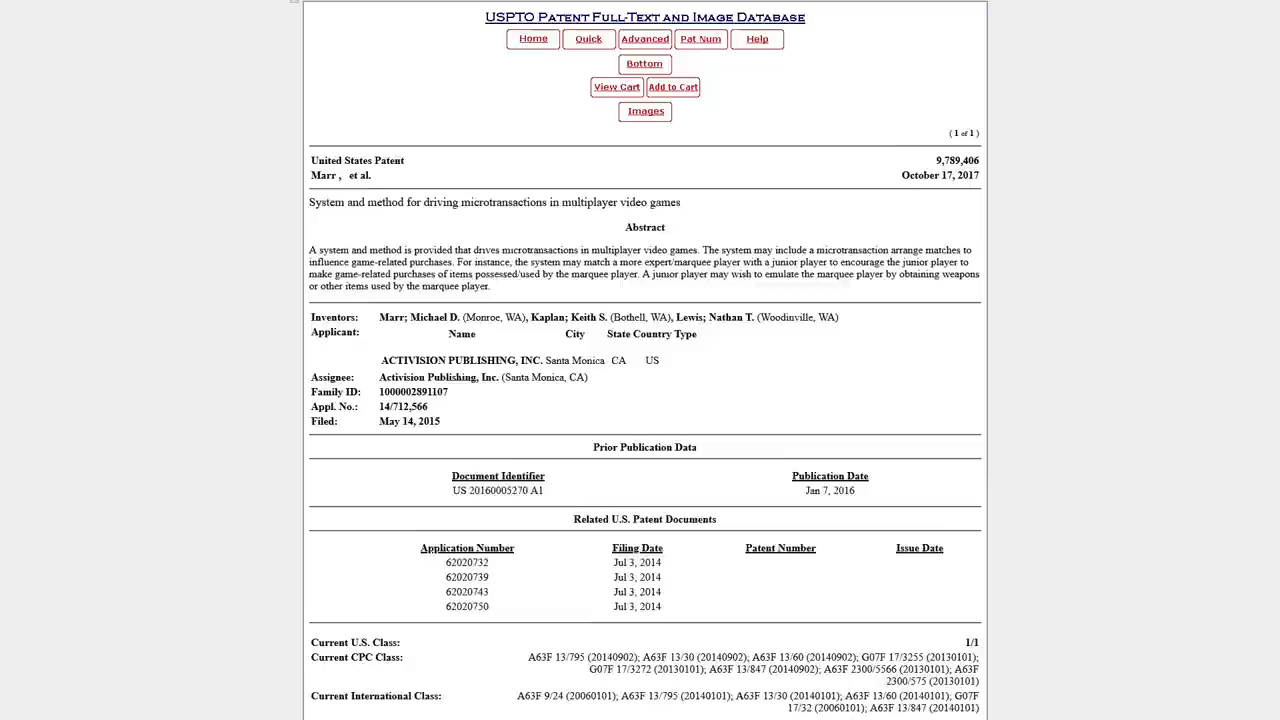 USPTO PATENT FULL-TEXT AND IMAGE DATABASE
Home Quick Advanced Pat Num Help
Bottom
View Cart Add to Cart
Images
( 1 of 1 )
United States Patent 9,789,406
Marr , et al. October 17, 2017
System and method for driving microtransactions in multiplayer video games
Abstract
A system and method is provided that drives microtransactions in multiplayer video games. The system may include a microtransaction arrange matches to
influence game-related purchases. For instance, the system may match a more expert/marquee player with a junior player to encourage the junior player to
make game-related purchases of items possessed/used by the marquee player. A junior player may wish to emulate the marquee player by obtaining weapons
or other items used by the marquee player.
Inventors: Marr; Michael D. (Monroe, WA), Kaplan; Keith S. (Bothell, WA), Lewis; Nathan T. (Woodinville, WA)
Applicant: Name City State Country Type
ACTIVISION PUBLISHING, INC. Santa Monica CA US
Assignee: Activision Publishing, Inc. (Santa Monica, CA)
Family ID: 1000002891107
Appl. No.: 14/712,566
Filed: May 14, 2015
Prior Publication Data
Document Identifier Publication Date
US 20160005270 A1 Jan 7, 2016
Related U.S. Patent Documents
Application Number Filing Date Patent Number Issue Date
62020732 Jul 3, 2014
62020739 Jul 3, 2014
62020743 Jul 3, 2014
62020750 Jul 3, 2014
Current U.S. Class: 1/1
Current CPC Class: A63F 13/795 (20140902); A63F 13/30 (20140902); A63F 13/60 (20140902); G07F 17/3255 (20130101);
G07F 17/3272 (20130101); A63F 13/847 (20140902); A63F 2300/5566 (20130101); A63F
2300/575 (20130101)
Current International Class: A63F 9/24 (20060101); A63F 13/795 (20140101); A63F 13/30 (20140101); A63F 13/60 (20140101); G07F
17/32 (20060101); A63F 13/847 (20140101)